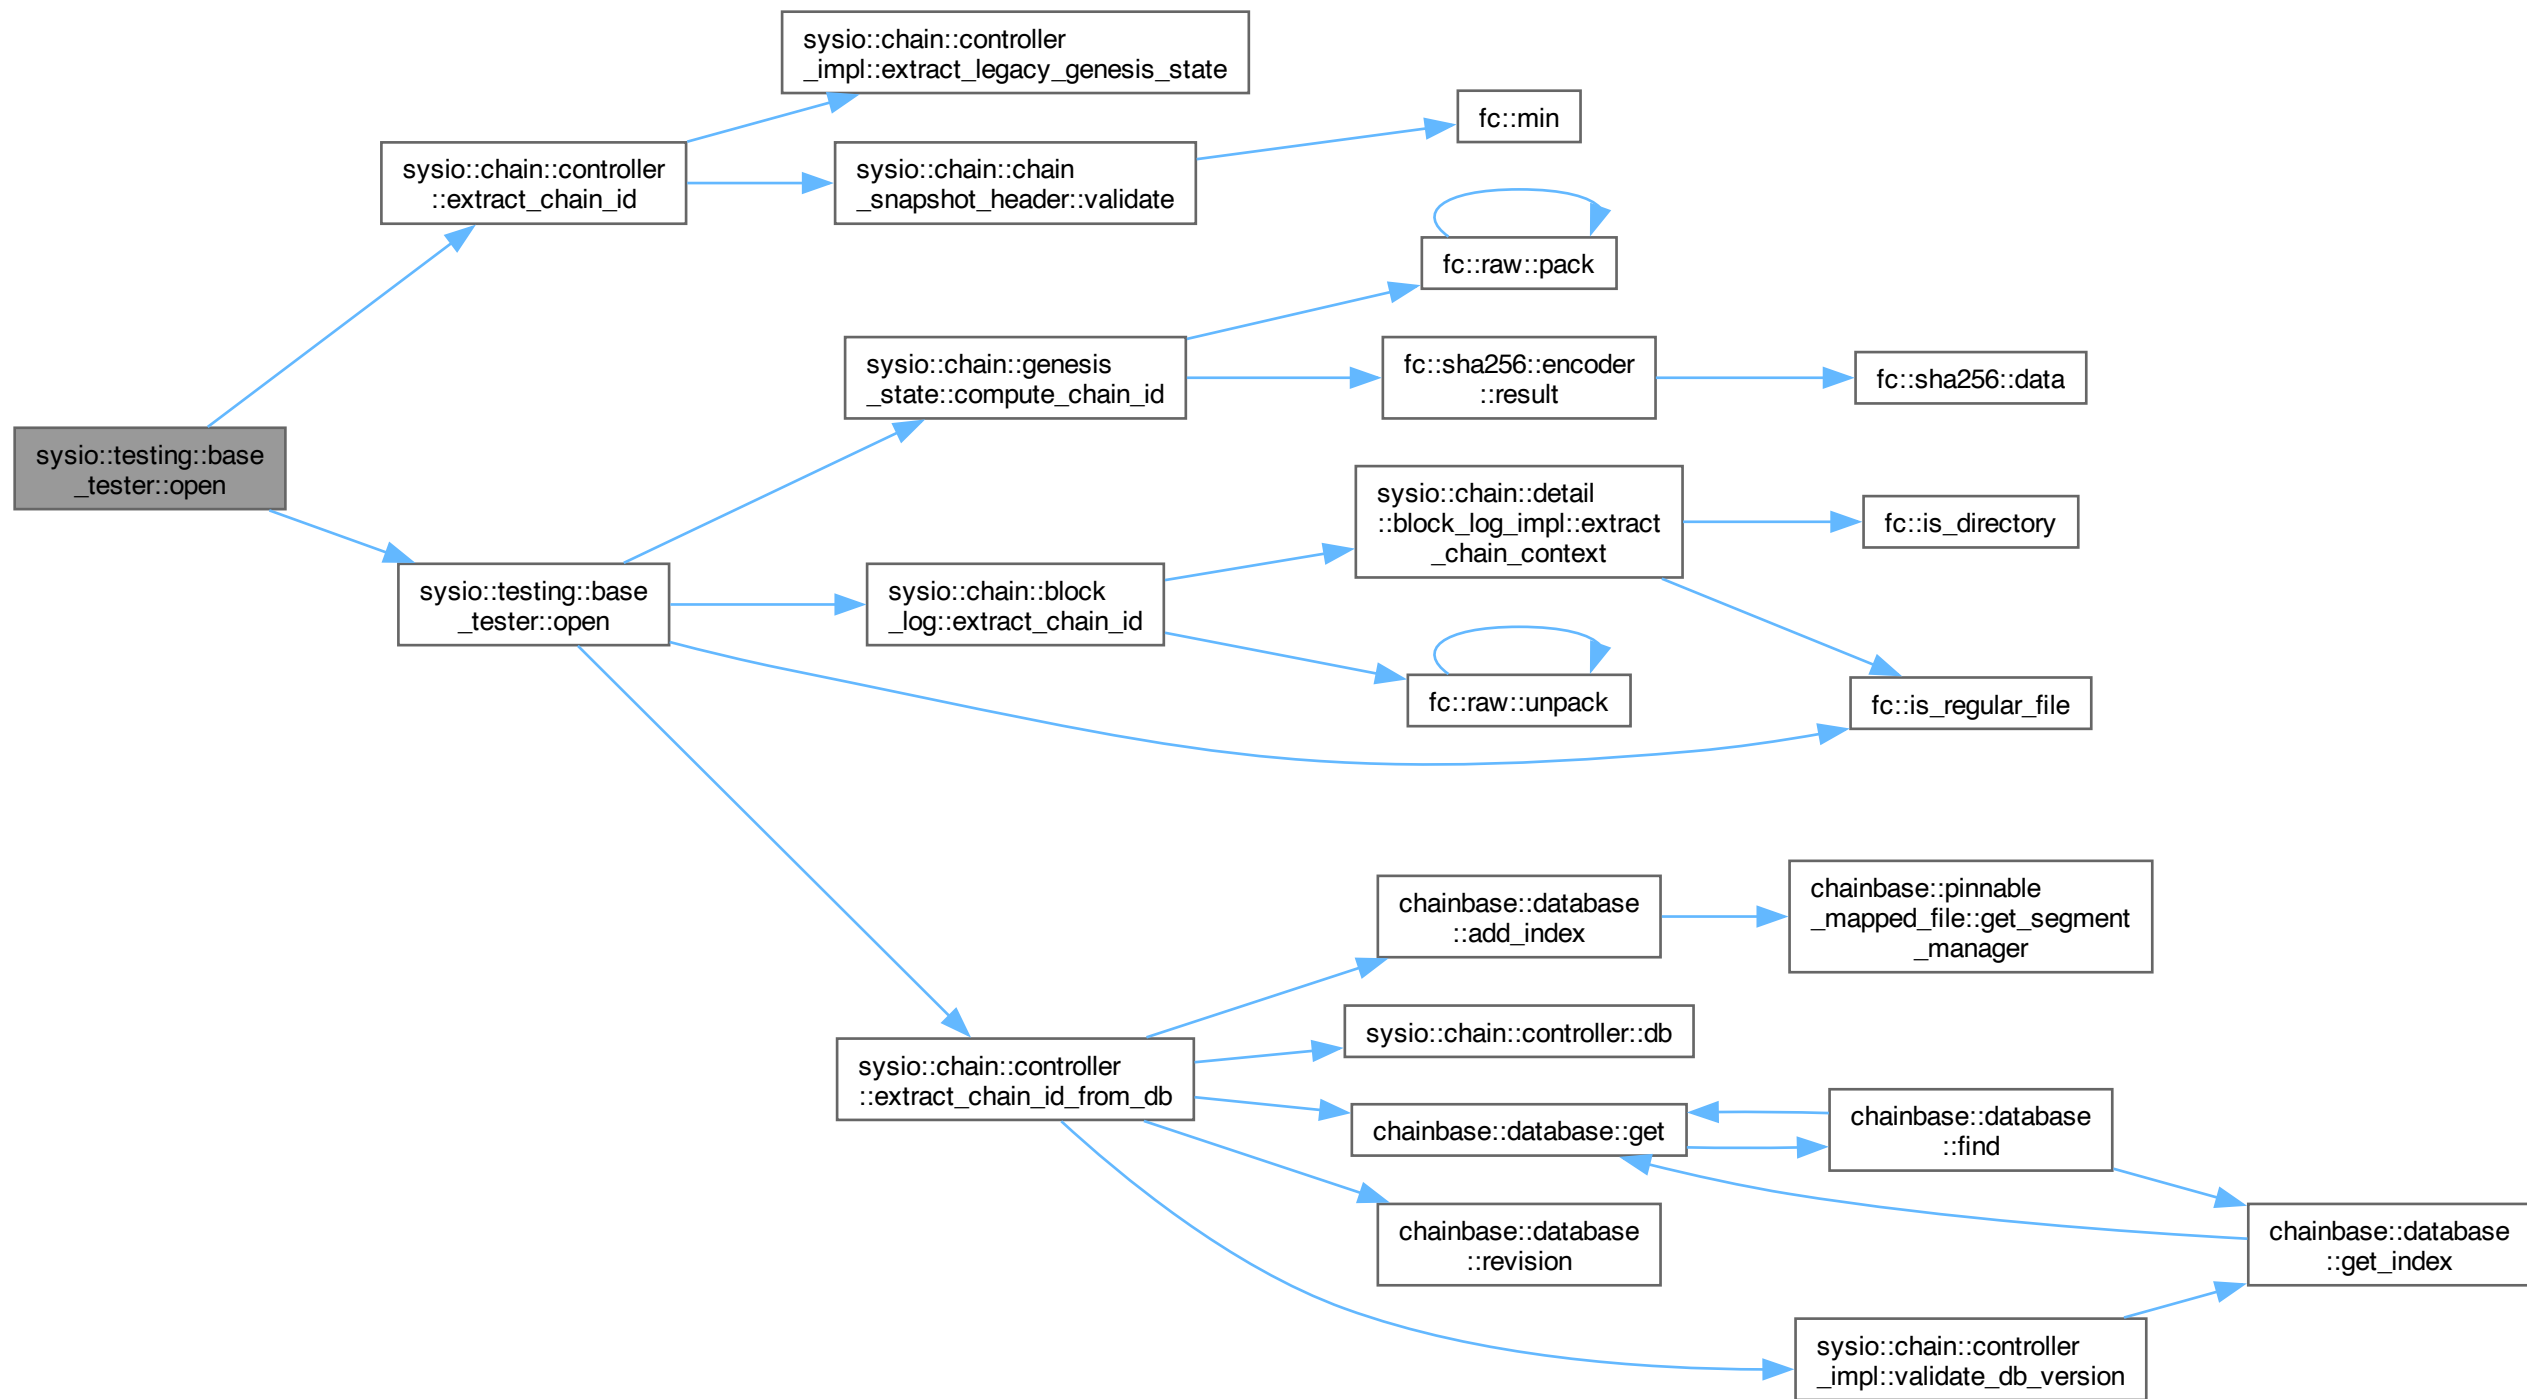 sysio::chain::controller
_impl::extract_legacy_genesis_state
fc::min
sysio::chain::controller
::extract_chain_id
sysio::chain::chain
_snapshot_header::validate
fc::raw::pack
sysio::chain::genesis
_state::compute_chain_id
fc::sha256::encoder
::result
fc::sha256::data
sysio::testing::base
_tester::open
sysio::chain::detail
::block_log_impl::extract
_chain_context
fc::is_directory
sysio::testing::base
_tester::open
sysio::chain::block
_log::extract_chain_id
fc::raw::unpack
fc::is_regular_file
chainbase::database
::add_index
chainbase::pinnable
_mapped_file::get_segment
_manager
sysio::chain::controller::db
sysio::chain::controller
::extract_chain_id_from_db
chainbase::database::get
chainbase::database
::find
chainbase::database
::revision
chainbase::database
::get_index
sysio::chain::controller
_impl::validate_db_version